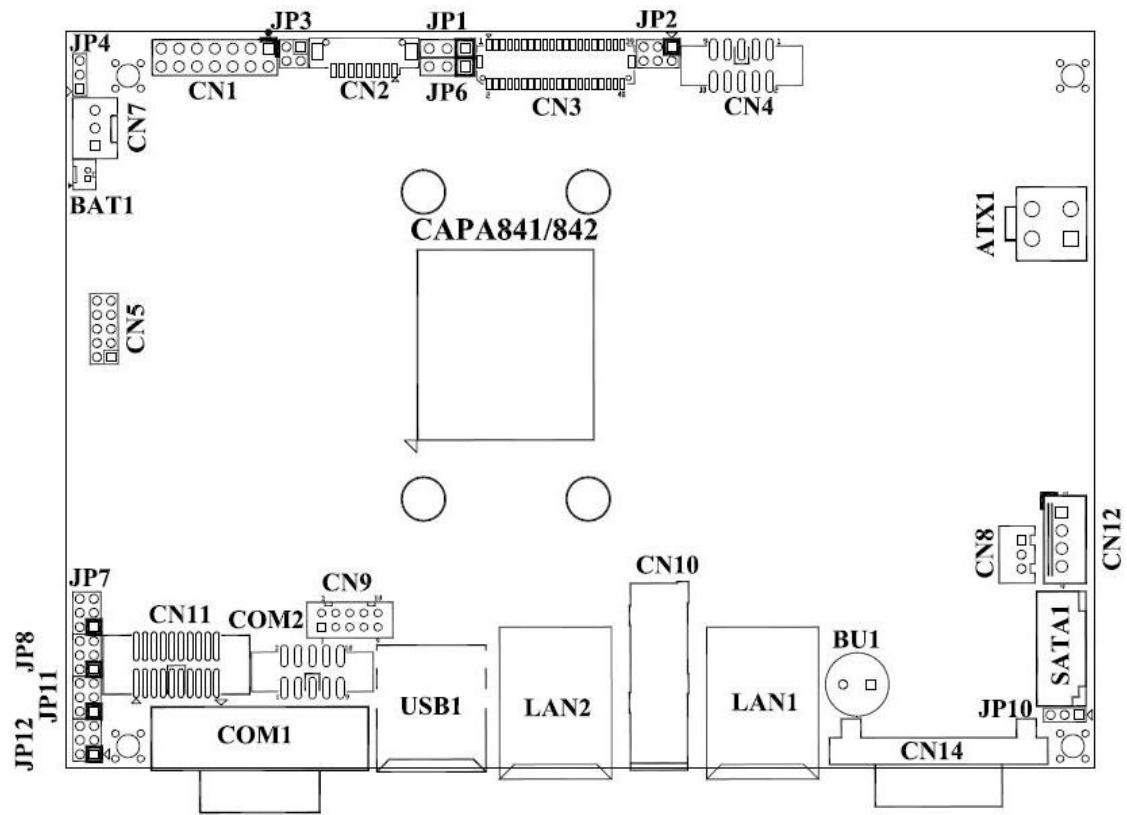 JP3
JP1
JP2
JP4
CN1
CN2
JP6
CN3
CN4
CN7
BAT1
CAPA841/842
ATX1
CN5
CN8
CN12
JP7
CN9
CN10
CN11
COM2
JP8
SATA1
BU1
JP11
USB1
LAN2
LAN1
JP10
JP12
COM1
CN14